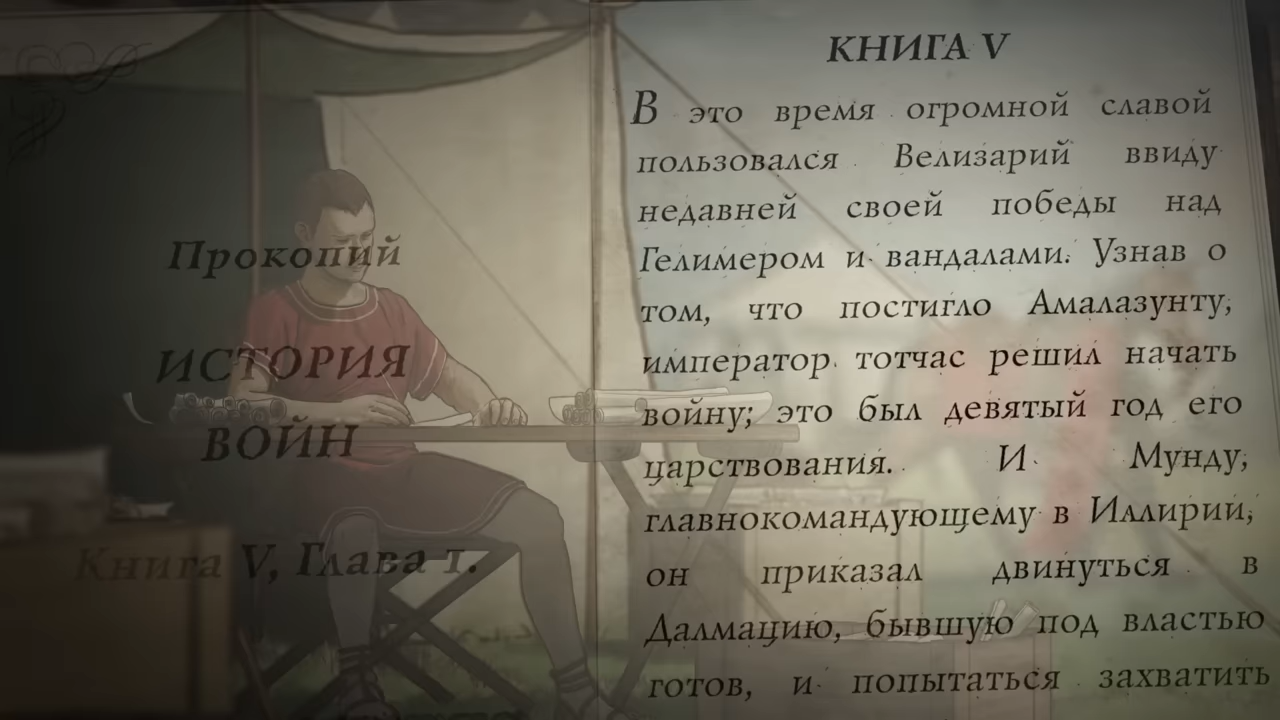 Прокопий
ИСТОРИЯ
ВОЙН
Книга V, Глава 1.
КНИГА V
В это время огромной славой
пользовался Велизарий ввиду
недавней своей победы над
Гелимером и вандалами. Узнав о
том, что постигло Амалазунту,
император тотчас решил начать
войну; это был девятый год его
царствования. И Мунду,
главнокомандующему в Иллирии,
он приказал двинуться в
Далмацию, бывшую под властью
готов, и попытаться захватить